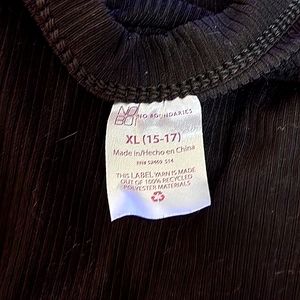 NO
BO
NO BOUNDARIES
XL (15-17)
Made in/Hecho en China
RN# 52469 S14
THIS LABEL YARN IS MADE
OUT OF 100% RECYCLED
POLYESTER MATERIALS